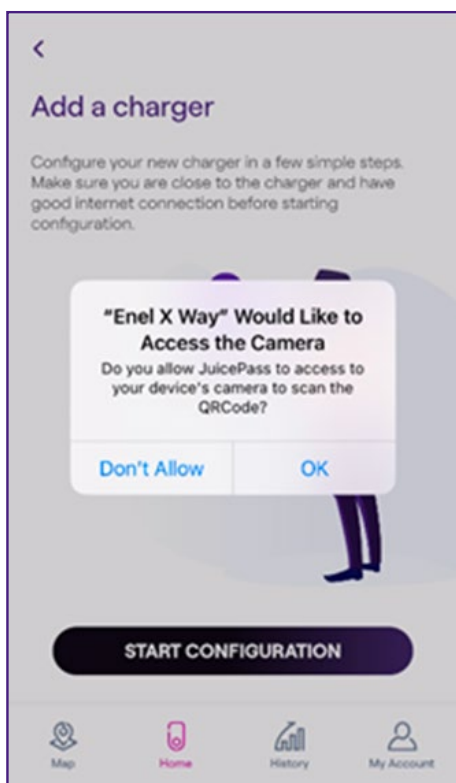 Add a charger
Configure your new charger in a few simple steps.
Make sure you are close to the charger and have
good internet connection before starting
configuration.
"Enel X Way" Would Like to
Access the Camera
Do you allow JuicePass to access to
your device's camera to scan the
QRCode?
Don't Allow OK
START CONFIGURATION
Map Home History My Account